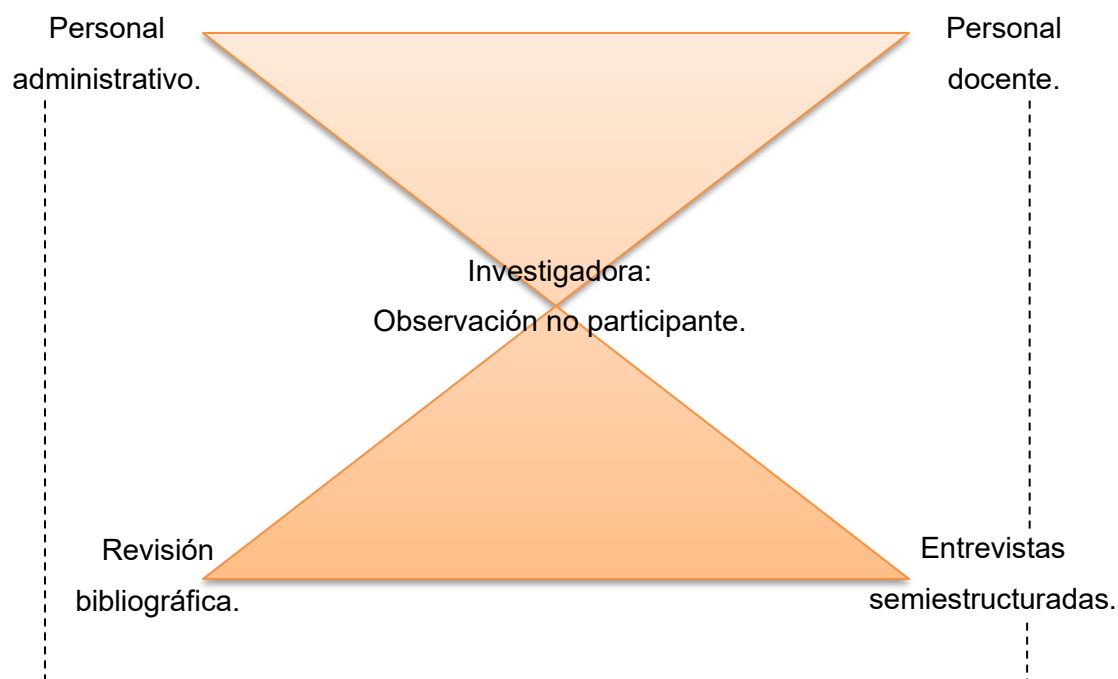 Personal
administrativo.
Personal
docente.
Investigadora:
Observación no participante.
Revisión
bibliográfica.
Entrevistas
semiestructuradas.